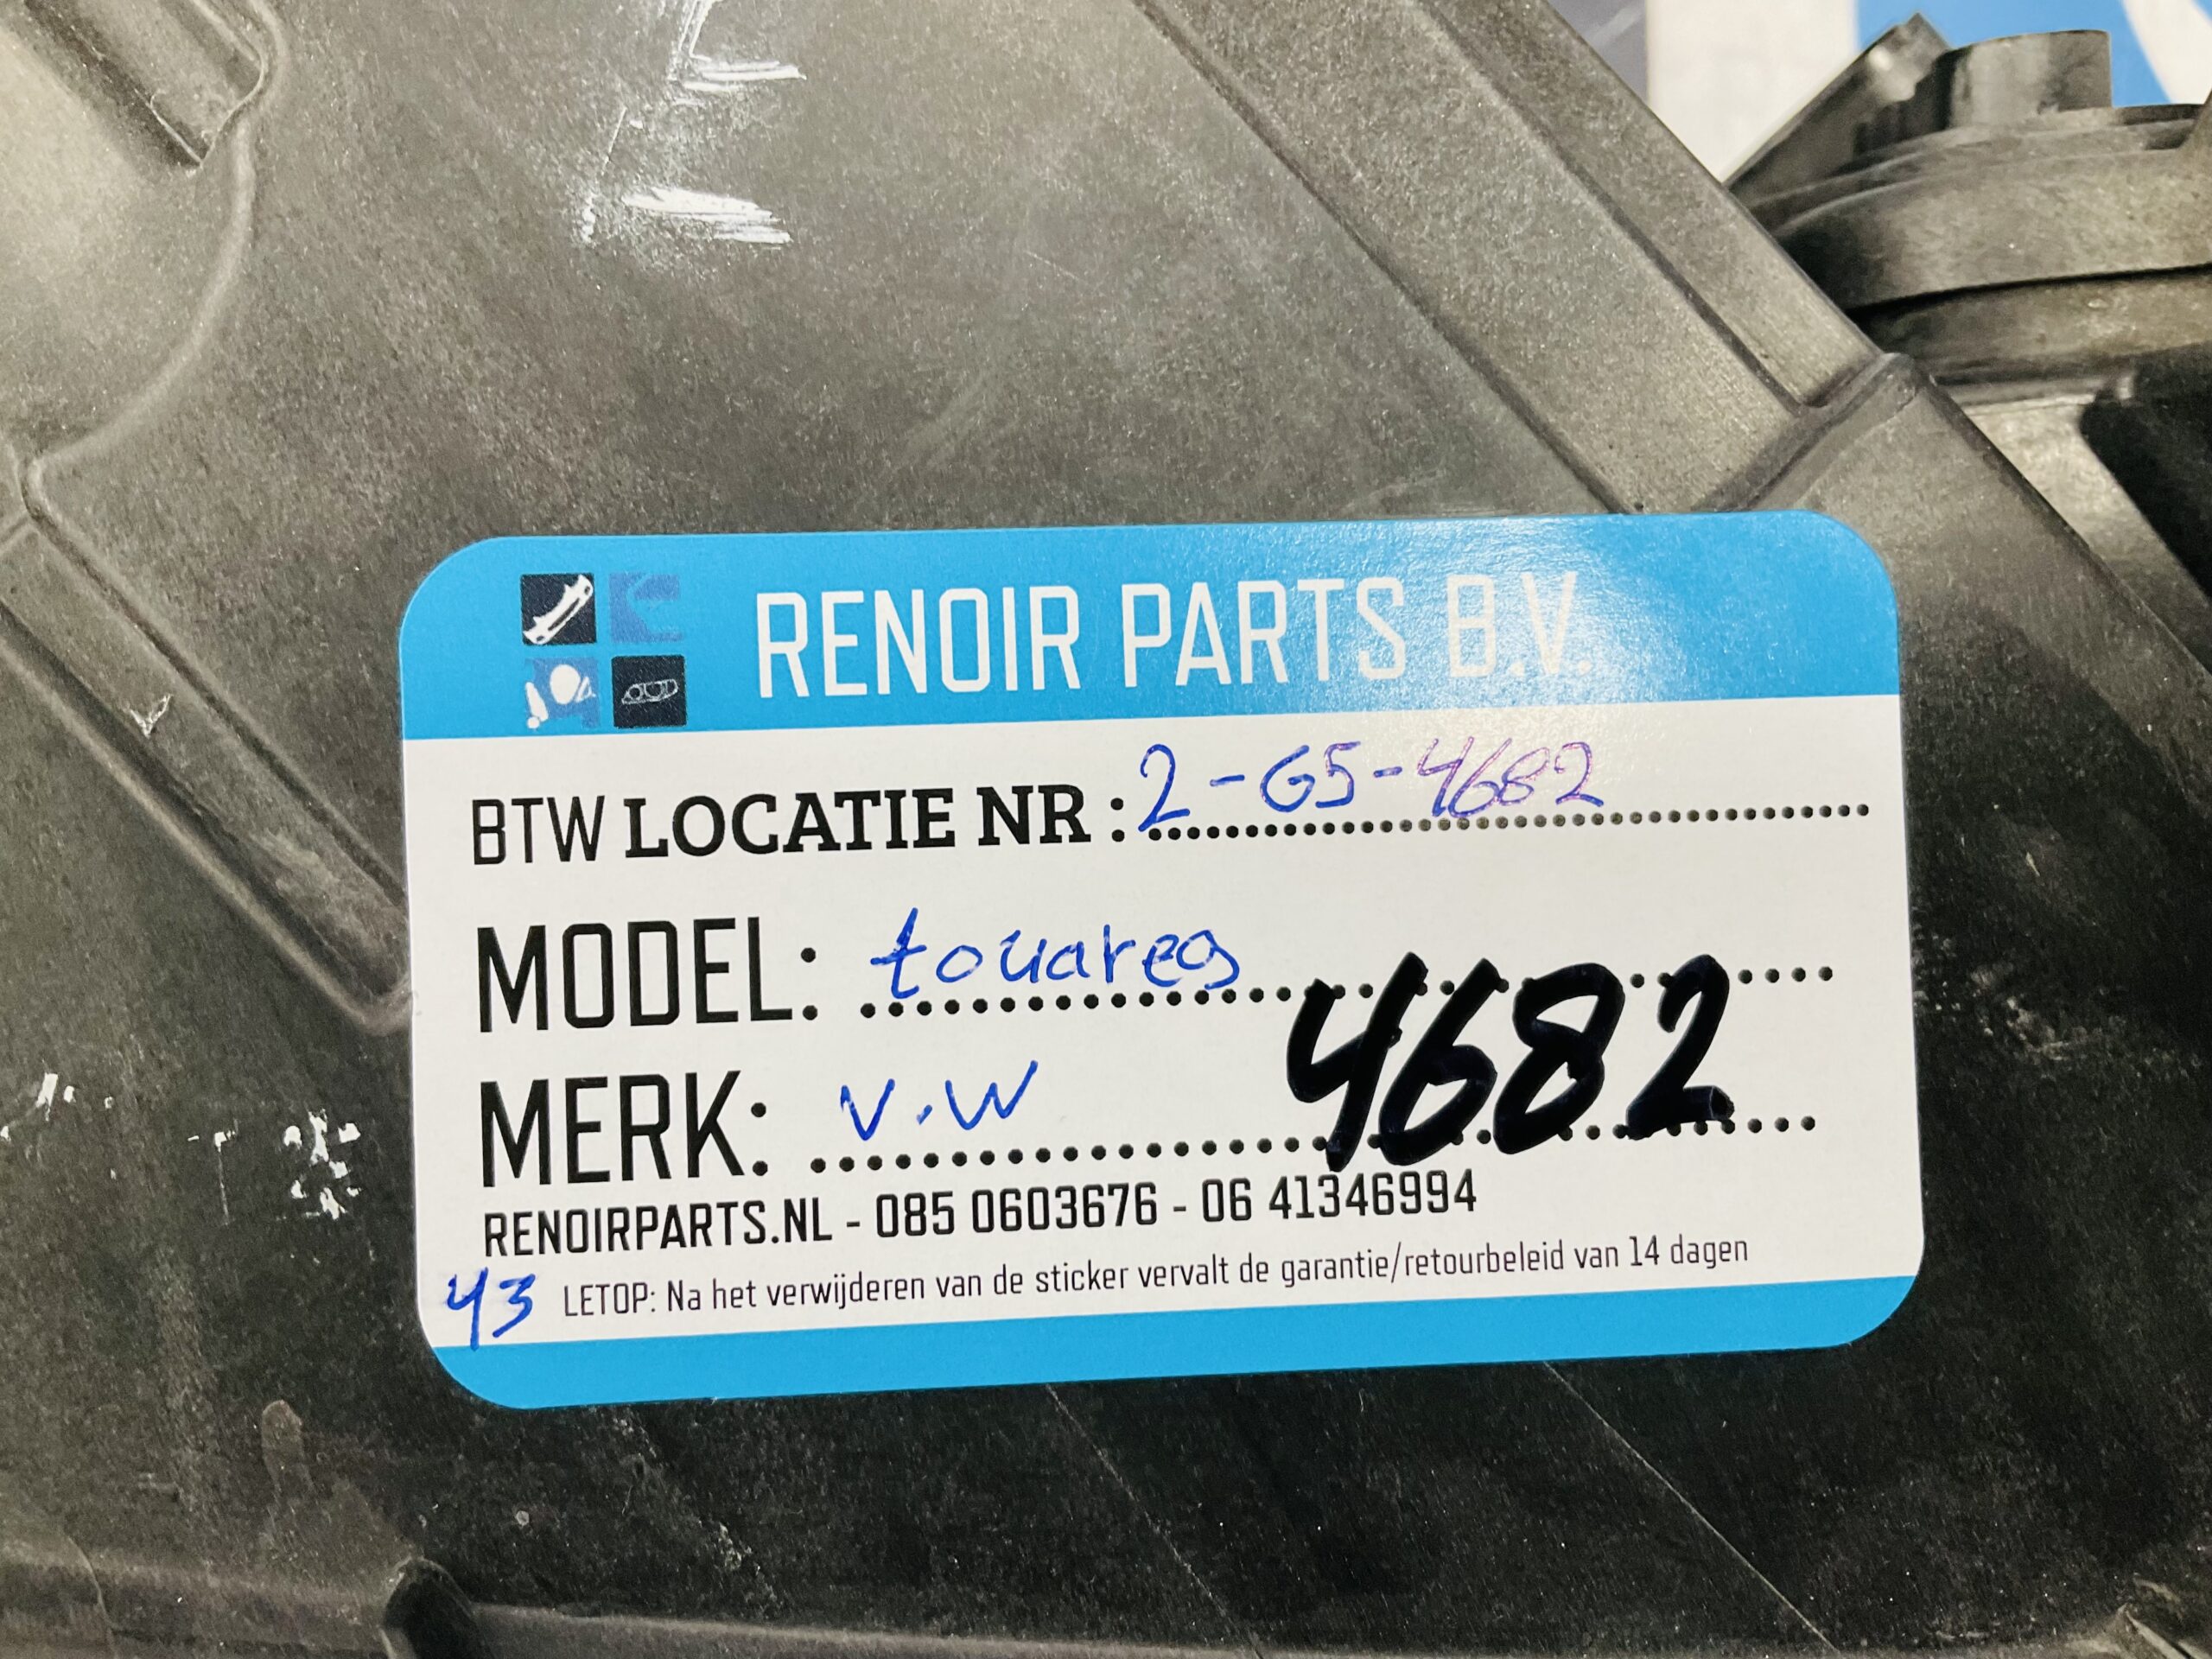 RENOIR PARTS B.V.
BTW LOCATIE NR : 2-G5-4682
MODEL: touareg
4682
MERK: V.W
RENOIRPARTS.NL - 085 0603676 - 06 41346994
43 LETOP: Na het verwijderen van de sticker vervalt de garantie/retourbeleid van 14 dagen